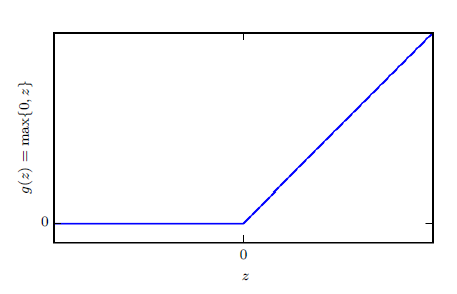 g(z) = max{0, z}
0
0
z